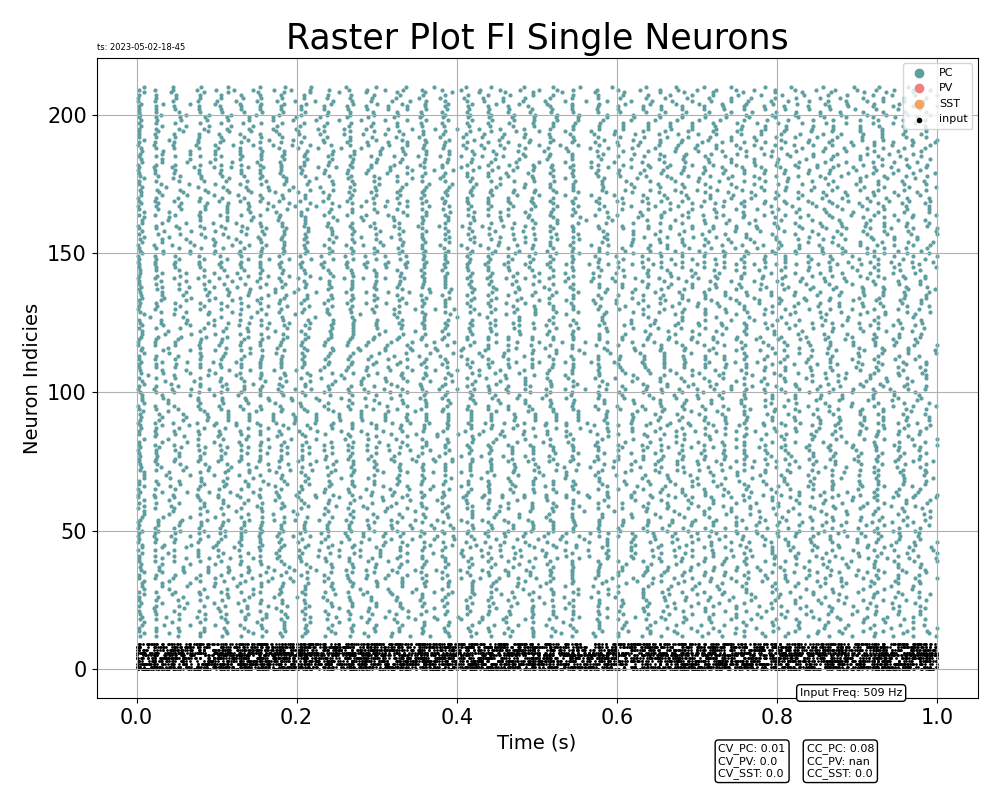 Raster Plot FI Single Neurons
ts: 2023-05-02-18-45
PC
PV
SST
input
200
150
100
50
0
Neuron Indicies
Input Freq: 509 Hz
0.0 0.2 0.4 0.6 0.8 1.0
Time (s)
CV_PC: 0.01
CV_PV: 0.0
CV_SST: 0.0
CC_PC: 0.08
CC_PV: nan
CC_SST: 0.0